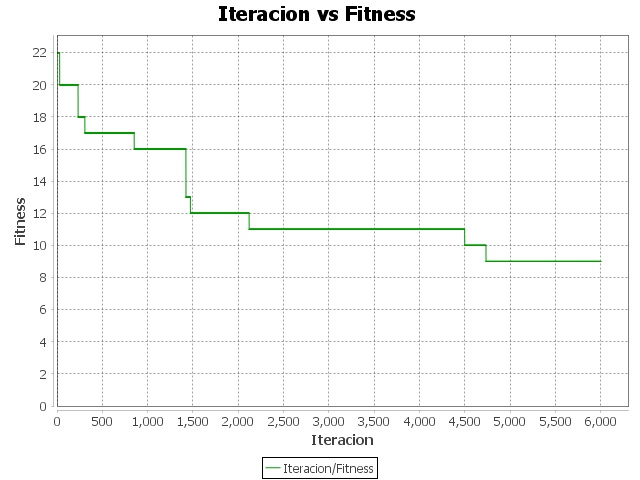 Iteracion vs Fitness
Fitness
22
20
18
16
14
12
10
8
6
4
2
0
0 500 1,000 1,500 2,000 2,500 3,000 3,500 4,000 4,500 5,000 5,500 6,000
Iteracion
Iteracion/Fitness